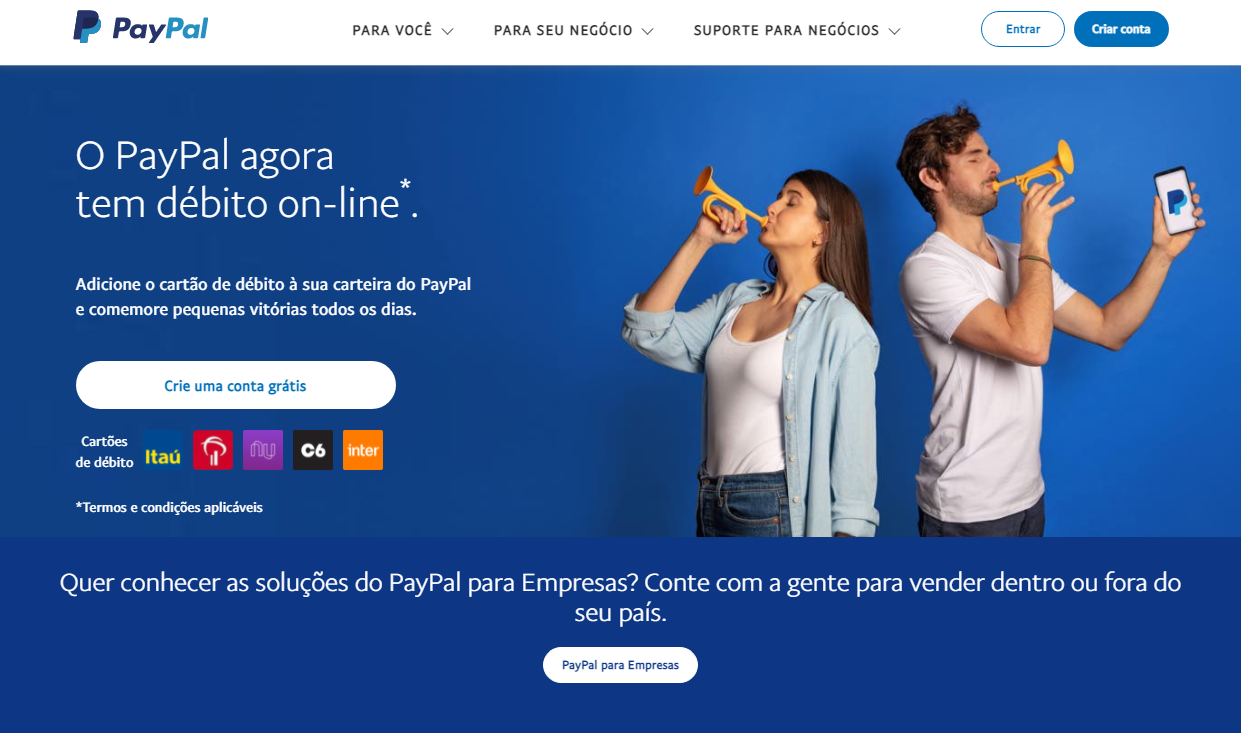 PayPal
PARA VOCÊ
PARA SEU NEGÓCIO
SUPORTE PARA NEGÓCIOS
Entrar
Criar conta
O PayPal agora
tem débito on-line*.
Adicione o cartão de débito à sua carteira do PayPal
e comemore pequenas vitórias todos os dias.
Crie uma conta grátis
Cartões
de débito
Itaú
nu
C6
inter
*Termos e condições aplicáveis
Quer conhecer as soluções do PayPal para Empresas? Conte com a gente para vender dentro ou fora do
seu país.
PayPal para Empresas